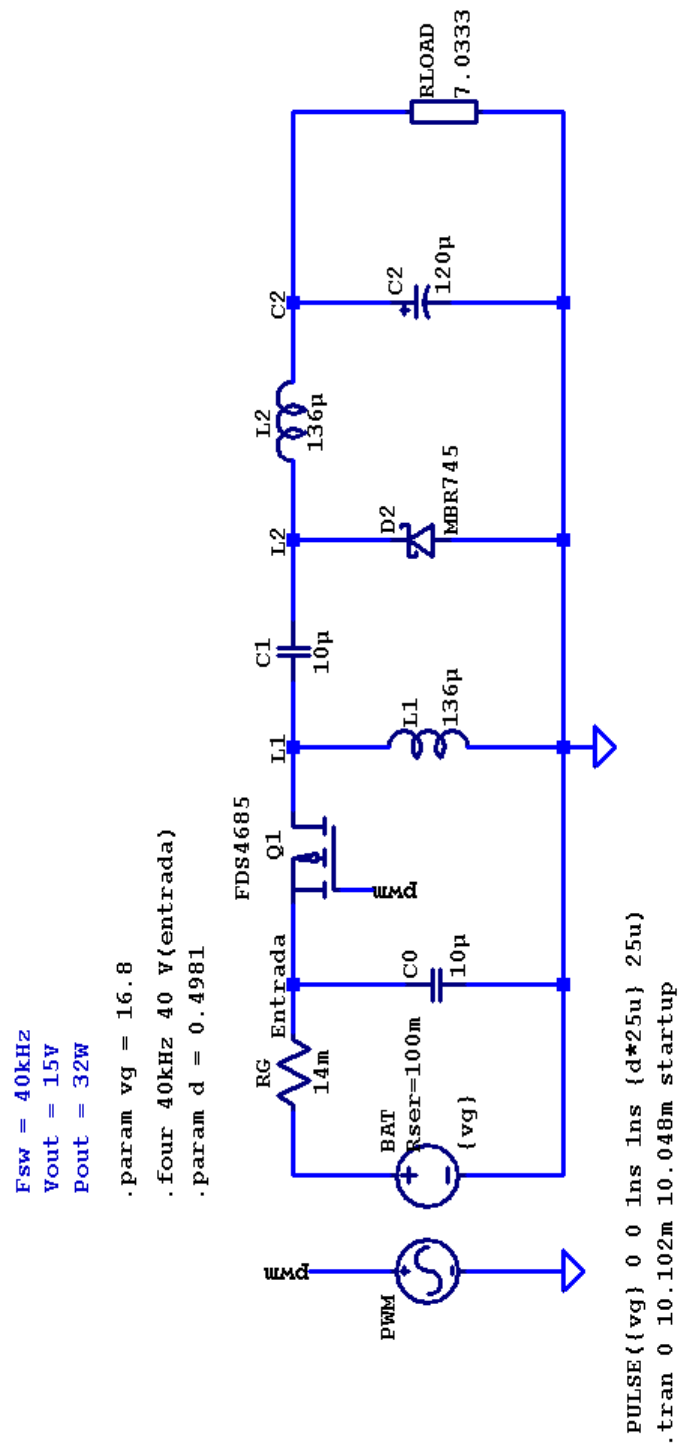 Fsw = 40kHz
Vout = 15V
Pout = 32W
.param vg = 16.8
.four 40kHz 40 V(entrada)
.param d = 0.4981
PWM
pwm
BAT
Rser=100m
{vg}
RG
14m
Entrada
C0
10µ
FDS4685
Q1
pwm
L1
L1
136µ
C1
10µ
L2
D2
MBR745
L2
136µ
C2
C2
120µ
RLOAD
7.0333
PULSE({vg} 0 0 1ns 1ns {d*25u} 25u)
.tran 0 10.102m 10.048m startup